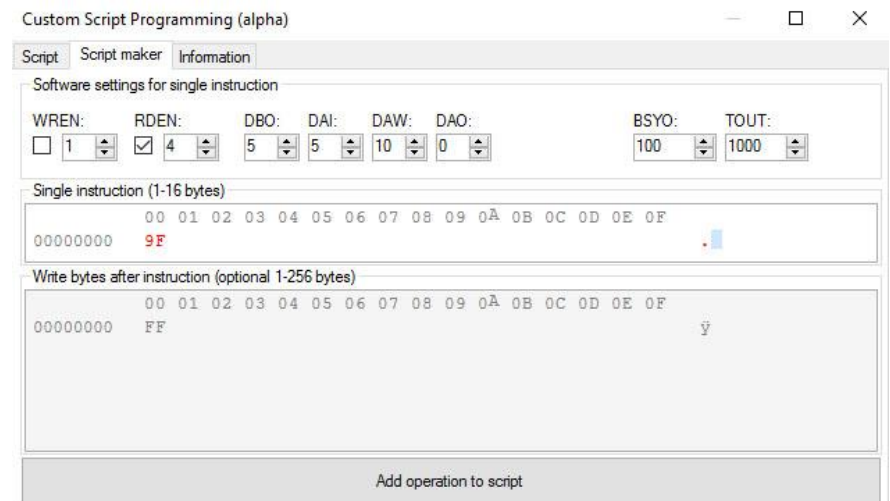 Custom Script Programming (alpha)
Script Script maker Information
Software settings for single instruction
WREN: RDEN: DBO: DAI: DAW: DAO: BSYO: TOUT:
1 4 5 5 10 0 100 1000
Single instruction (1-16 bytes)
00 01 02 03 04 05 06 07 08 09 0A 0B 0C 0D 0E 0F
00000000 9F .
Write bytes after instruction (optional 1-256 bytes)
00 01 02 03 04 05 06 07 08 09 0A 0B 0C 0D 0E 0F
00000000 FF ÿ
Add operation to script